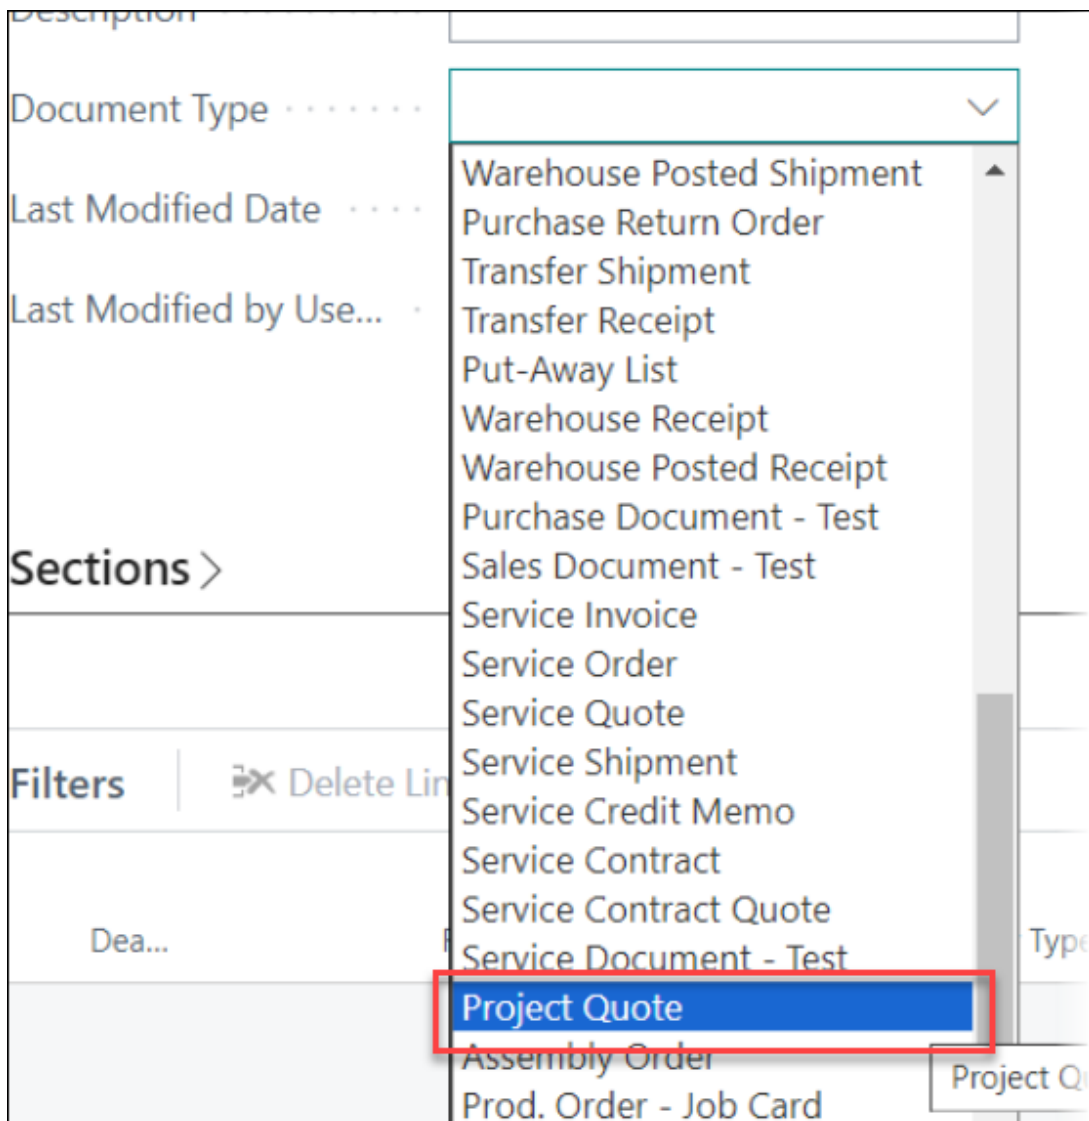 Description
Document Type
Last Modified Date
Last Modified by Use...
Warehouse Posted Shipment
Purchase Return Order
Transfer Shipment
Transfer Receipt
Put-Away List
Warehouse Receipt
Warehouse Posted Receipt
Purchase Document - Test
Sales Document - Test
Service Invoice
Service Order
Service Quote
Service Shipment
Service Credit Memo
Service Contract
Service Contract Quote
Service Document - Test
Project Quote
Assembly Order
Prod. Order - Job Card
Sections
Filters
Delete Lin
Dea...
Type
Project Q